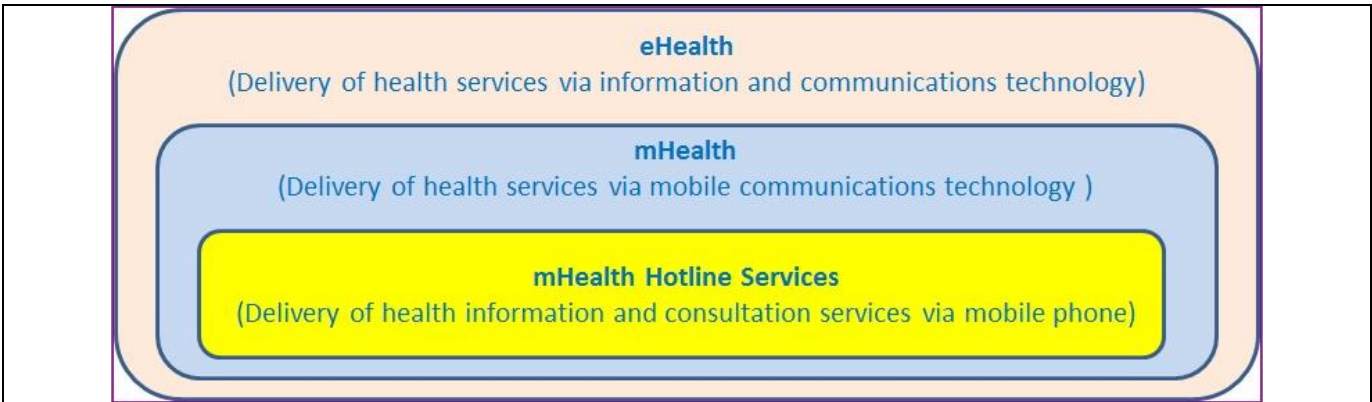 eHealth
(Delivery of health services via information and communications technology)
mHealth
(Delivery of health services via mobile communications technology )
mHealth Hotline Services
(Delivery of health information and consultation services via mobile phone)